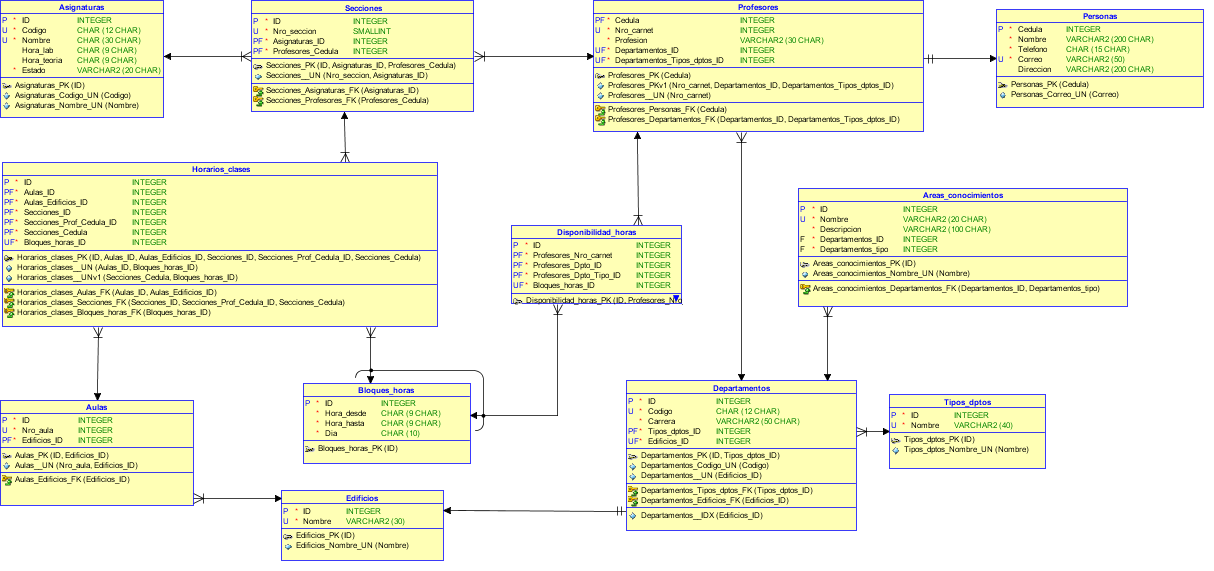 Asignaturas
P * ID INTEGER
U * Codigo CHAR (12 CHAR)
U * Nombre CHAR (30 CHAR)
Hora_lab CHAR (9 CHAR)
Hora_teoria CHAR (9 CHAR)
* Estado VARCHAR2 (20 CHAR)
Asignaturas_PK (ID)
Asignaturas_Codigo_UN (Codigo)
Asignaturas_Nombre_UN (Nombre)
Secciones
P * ID INTEGER
U * Nro_seccion SMALLINT
PF * Asignaturas_ID INTEGER
PF * Profesores_Cedula INTEGER
Secciones_PK (ID, Asignaturas_ID, Profesores_Cedula)
Secciones__UN (Nro_seccion, Asignaturas_ID)
Secciones_Asignaturas_FK (Asignaturas_ID)
Secciones_Profesores_FK (Profesores_Cedula)
Profesores
PF * Cedula INTEGER
U * Nro_carnet INTEGER
* Profesion VARCHAR2 (30 CHAR)
UF * Departamentos_ID INTEGER
UF * Departamentos_Tipos_dptos_ID INTEGER
Profesores_PK (Cedula)
Profesores_PKv1 (Nro_carnet, Departamentos_ID, Departamentos_Tipos_dptos_ID)
Profesores__UN (Nro_carnet)
Profesores_Personas_FK (Cedula)
Profesores_Departamentos_FK (Departamentos_ID, Departamentos_Tipos_dptos_ID)
Personas
P * Cedula INTEGER
* Nombre VARCHAR2 (200 CHAR)
* Telefono CHAR (15 CHAR)
U * Correo VARCHAR2 (50)
Direccion VARCHAR2 (200 CHAR)
Personas_PK (Cedula)
Personas_Correo_UN (Correo)
Horarios_clases
P * ID INTEGER
PF * Aulas_ID INTEGER
PF * Aulas_Edificios_ID INTEGER
PF * Secciones_ID INTEGER
PF * Secciones_Prof_Cedula_ID INTEGER
PF * Secciones_Cedula INTEGER
UF * Bloques_horas_ID INTEGER
Horarios_clases_PK (ID, Aulas_ID, Aulas_Edificios_ID, Secciones_ID, Secciones_Prof_Cedula_ID, Secciones_Cedula)
Horarios_clases__UN (Aulas_ID, Bloques_horas_ID)
Horarios_clases__UNv1 (Secciones_Cedula, Bloques_horas_ID)
Horarios_clases_Aulas_FK (Aulas_ID, Aulas_Edificios_ID)
Horarios_clases_Secciones_FK (Secciones_ID, Secciones_Prof_Cedula_ID, Secciones_Cedula)
Horarios_clases_Bloques_horas_FK (Bloques_horas_ID)
Disponibilidad_horas
P * ID INTEGER
PF * Profesores_Nro_carnet INTEGER
PF * Profesores_Dpto_ID INTEGER
PF * Profesores_Dpto_Tipo_ID INTEGER
UF * Bloques_horas_ID INTEGER
Disponibilidad_horas_PK (ID, Profesores_Nro
Areas_conocimientos
P * ID INTEGER
U * Nombre VARCHAR2 (20 CHAR)
* Descripcion VARCHAR2 (100 CHAR)
F * Departamentos_ID INTEGER
F * Departamentos_tipo INTEGER
Areas_conocimientos_PK (ID)
Areas_conocimientos_Nombre_UN (Nombre)
Areas_conocimientos_Departamentos_FK (Departamentos_ID, Departamentos_tipo)
Aulas
P * ID INTEGER
U * Nro_aula INTEGER
PF * Edificios_ID INTEGER
Aulas_PK (ID, Edificios_ID)
Aulas__UN (Nro_aula, Edificios_ID)
Aulas_Edificios_FK (Edificios_ID)
Bloques_horas
P * ID INTEGER
* Hora_desde CHAR (9 CHAR)
* Hora_hasta CHAR (9 CHAR)
* Dia CHAR (10)
Bloques_horas_PK (ID)
Departamentos
P * ID INTEGER
U * Codigo CHAR (12 CHAR)
* Carrera VARCHAR2 (50 CHAR)
PF * Tipos_dptos_ID INTEGER
UF * Edificios_ID INTEGER
Departamentos_PK (ID, Tipos_dptos_ID)
Departamentos_Codigo_UN (Codigo)
Departamentos__UN (Edificios_ID)
Departamentos_Tipos_dptos_FK (Tipos_dptos_ID)
Departamentos_Edificios_FK (Edificios_ID)
Departamentos__IDX (Edificios_ID)
Tipos_dptos
P * ID INTEGER
U * Nombre VARCHAR2 (40)
Tipos_dptos_PK (ID)
Tipos_dptos_Nombre_UN (Nombre)
Edificios
P * ID INTEGER
U * Nombre VARCHAR2 (30)
Edificios_PK (ID)
Edificios_Nombre_UN (Nombre)